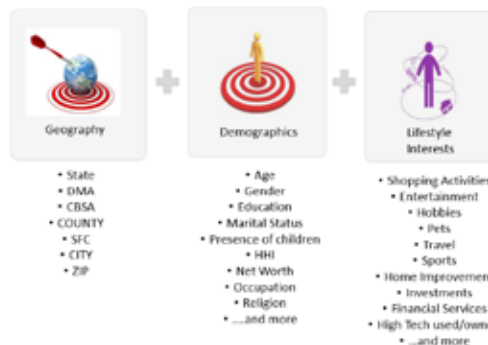 Geography
• State
• DMA
• CBSA
• COUNTY
• SFC
• CITY
• ZIP
Demographics
• Age
• Gender
• Education
• Marital Status
• Presence of children
• HHI
• Net Worth
• Occupation
• Religion
• ....and more
Lifestyle
Interests
• Shopping Activities
• Entertainment
• Hobbies
• Pets
• Travel
• Sports
• Home Improvemen
• Investments
• Financial Services
• High Tech used/owne
• ...and more